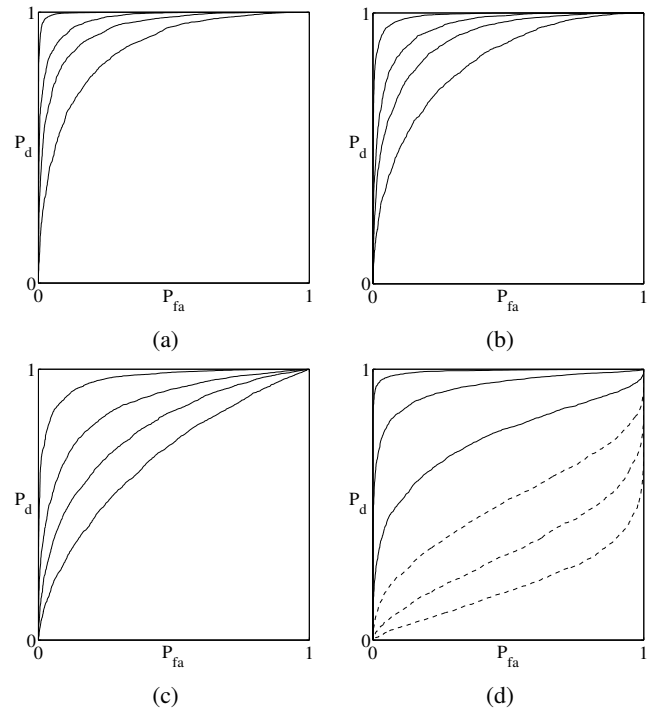 1 1
P_d P_d
0 0
0 P_fa 1 0 P_fa 1
(a) (b)
1 1
P_d P_d
0 0
0 P_fa 1 0 P_fa 1
(c) (d)